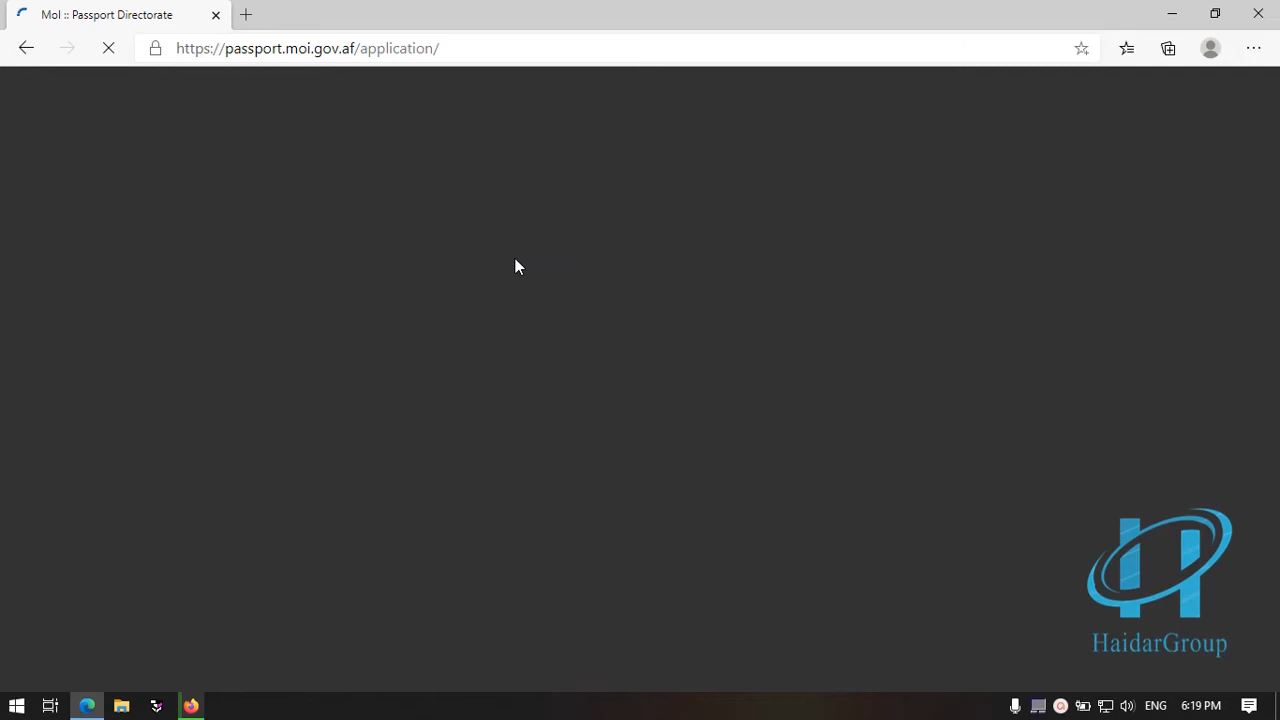 MoI :: Passport Directorate
https://passport.moi.gov.af/application/
HaidarGroup
ENG
6:19 PM